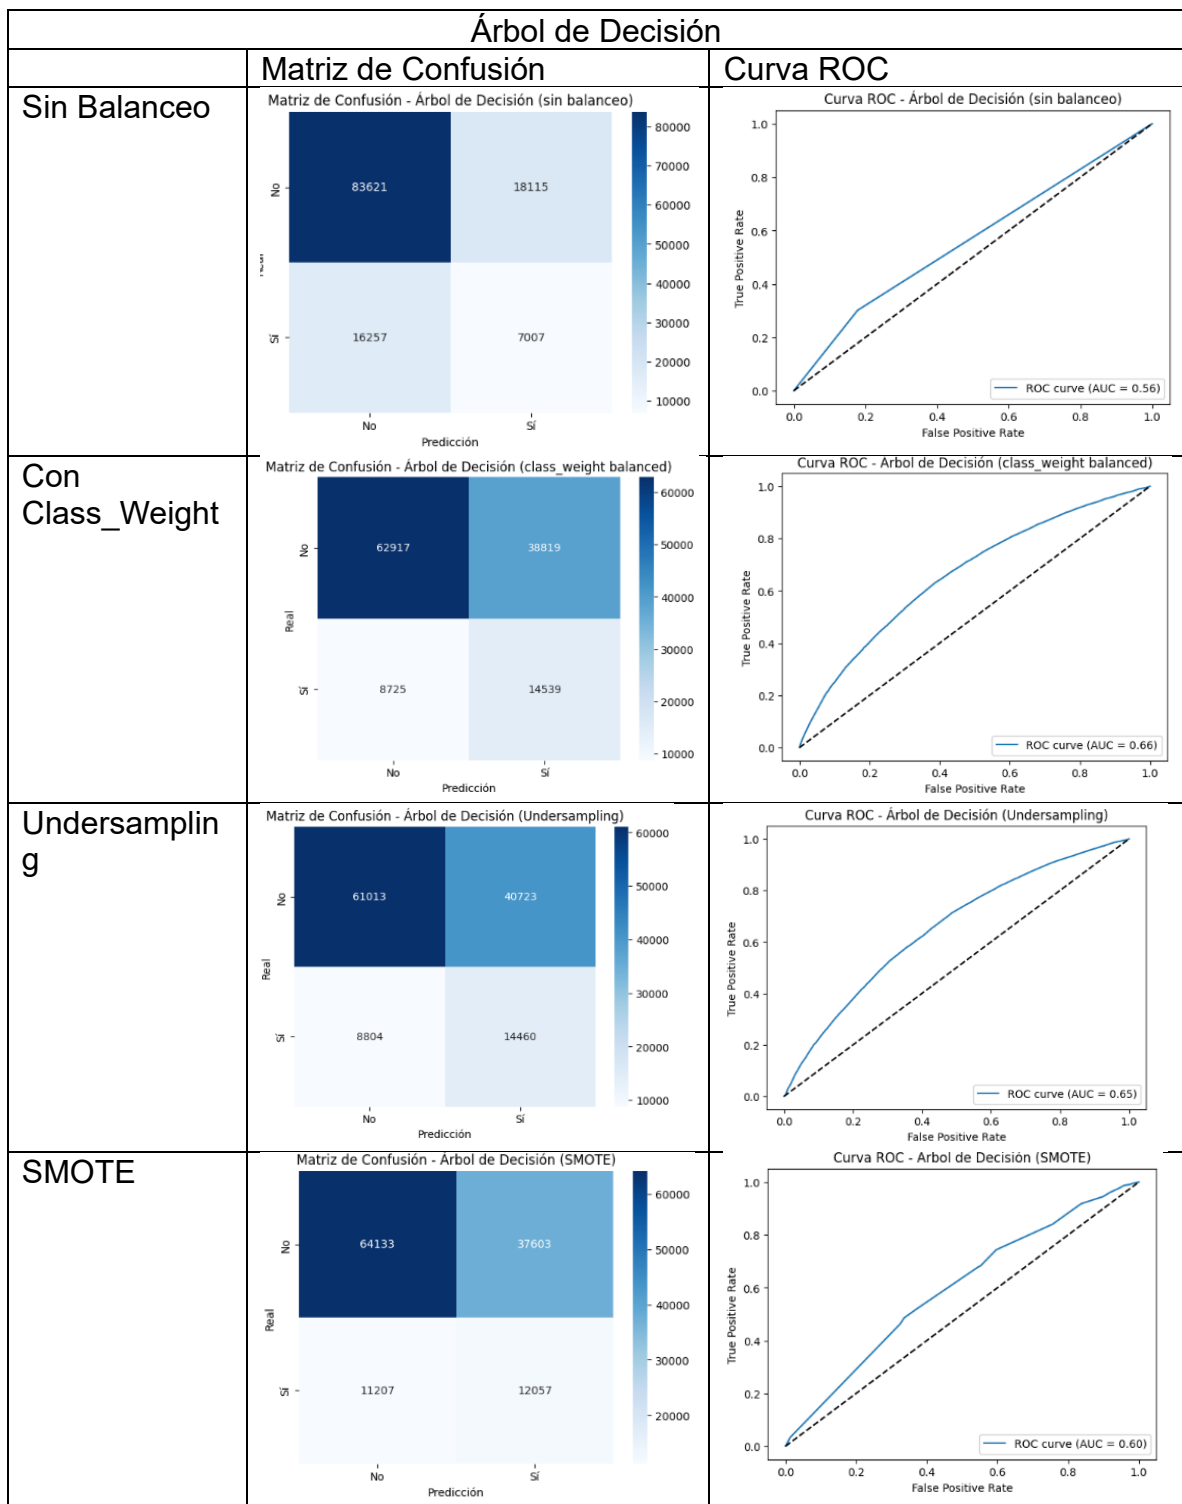 Árbol de Decisión
Matriz de Confusión
Curva ROC
Sin Balanceo
Matriz de Confusión - Árbol de Decisión (sin balanceo)
No
Sí
83621
18115
16257
7007
80000
70000
60000
50000
40000
30000
20000
10000
No
Sí
Predicción
Curva ROC - Árbol de Decisión (sin balanceo)
True Positive Rate
1.0
0.8
0.6
0.4
0.2
0.0
ROC curve (AUC = 0.56)
0.0 0.2 0.4 0.6 0.8 1.0
False Positive Rate
Con
Class_Weight
Matriz de Confusión - Árbol de Decisión (class_weight balanced)
Real
No
Sí
62917
38819
8725
14539
60000
50000
40000
30000
20000
10000
No
Sí
Predicción
Curva ROC - Árbol de Decisión (class_weight balanced)
True Positive Rate
1.0
0.8
0.6
0.4
0.2
0.0
ROC curve (AUC = 0.66)
0.0 0.2 0.4 0.6 0.8 1.0
False Positive Rate
Undersamplin
g
Matriz de Confusión - Árbol de Decisión (Undersampling)
Real
No
Sí
61013
40723
8804
14460
60000
50000
40000
30000
20000
10000
No
Sí
Predicción
Curva ROC - Árbol de Decisión (Undersampling)
True Positive Rate
1.0
0.8
0.6
0.4
0.2
0.0
ROC curve (AUC = 0.65)
0.0 0.2 0.4 0.6 0.8 1.0
False Positive Rate
SMOTE
Matriz de Confusión - Árbol de Decisión (SMOTE)
Real
No
Sí
64133
37603
11207
12057
60000
50000
40000
30000
20000
No
Sí
Predicción
Curva ROC - Árbol de Decisión (SMOTE)
True Positive Rate
1.0
0.8
0.6
0.4
0.2
0.0
ROC curve (AUC = 0.60)
0.0 0.2 0.4 0.6 0.8 1.0
False Positive Rate